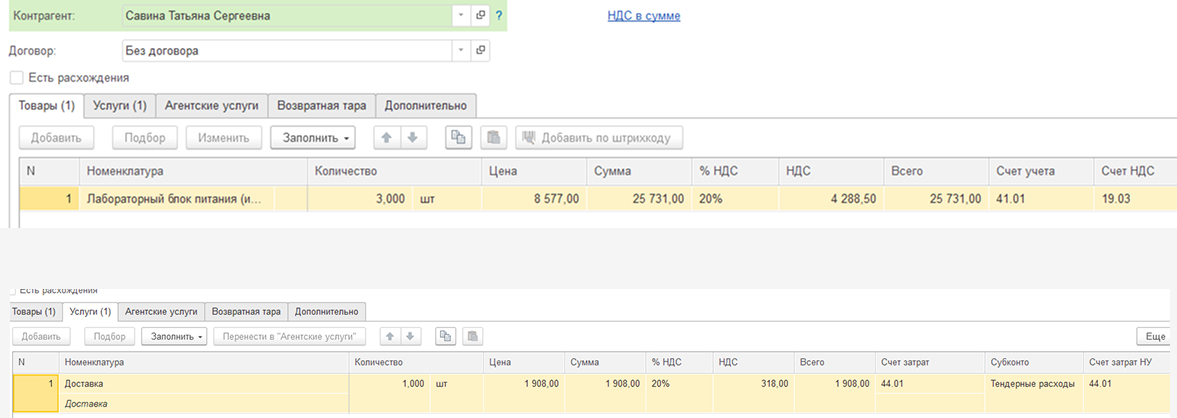 Контрагент: Савина Татьяна Сергеевна ? НДС в сумме
Договор: Без договора
Есть расхождения
Товары (1) Услуги (1) Агентские услуги Возвратная тара Дополнительно
Добавить Подбор Изменить Заполнить Добавить по штрихкоду
N Номенклатура Количество Цена Сумма % НДС НДС Всего Счет учета Счет НДС
1 Лабораторный блок питания (и... 3,000 шт 8 577,00 25 731,00 20% 4 288,50 25 731,00 41.01 19.03
Есть расхождения
Товары (1) Услуги (1) Агентские услуги Возвратная тара Дополнительно
Добавить Подбор Заполнить Перенести в "Агентские услуги" Еще
N Номенклатура Количество Цена Сумма % НДС НДС Всего Счет затрат Субконто Счет затрат НУ
1 Доставка 1,000 шт 1 908,00 1 908,00 20% 318,00 1 908,00 44.01 Тендерные расходы 44.01
Доставка